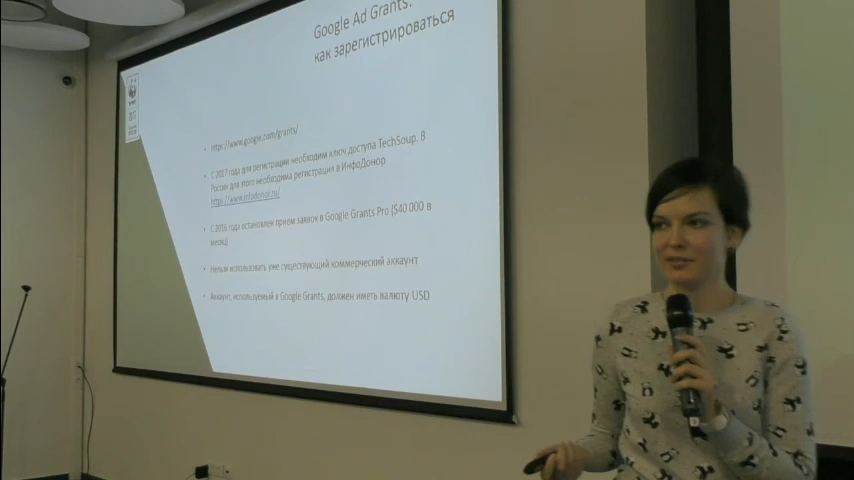 Google Ad Grants:
как зарегистрироваться
WWF
2017
• https://www.google.com/grants/
• С 2017 года для регистрации необходим ключ доступа TechSoup. В
России для этого необходима регистрация в ИнфоДонор
https://www.infodonor.ru/
• С 2016 года остановлен прием заявок в Google Grants Pro ($40 000 в
месяц)
• Нельзя использовать уже существующий коммерческий аккаунт
• Аккаунт, используемый в Google Grants, должен иметь валюту USD